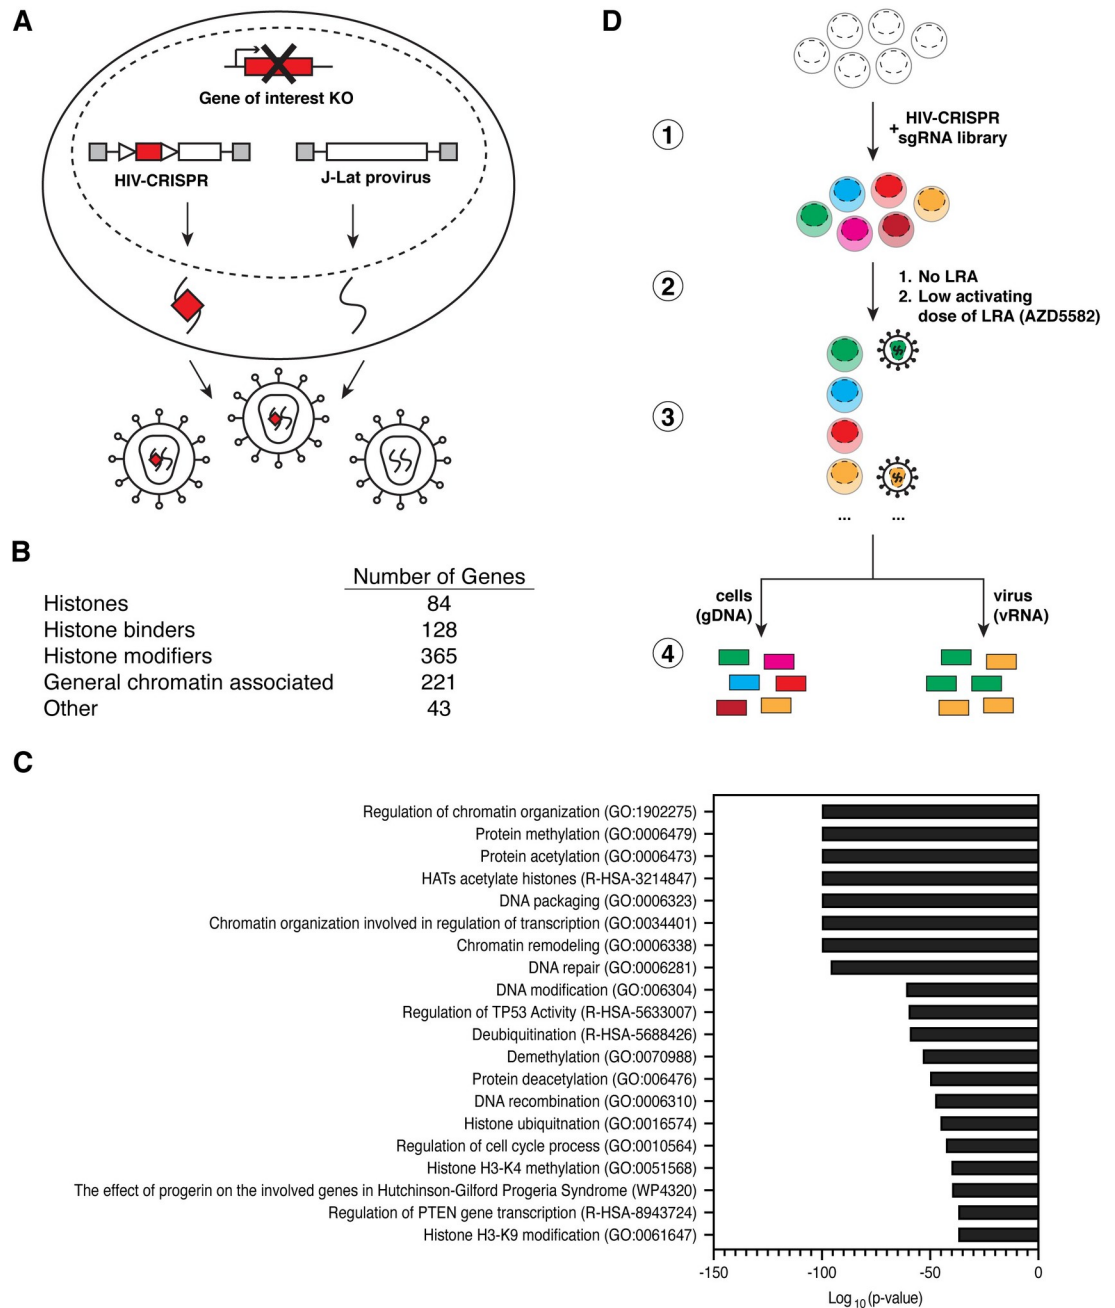 A
Gene of interest KO
HIV-CRISPR
J-Lat provirus
B
Number of Genes
Histones 84
Histone binders 128
Histone modifiers 365
General chromatin associated 221
Other 43
D
1
+ HIV-CRISPR
sgRNA library
2
1. No LRA
2. Low activating
dose of LRA (AZD5582)
3
... ...
cells
(gDNA)
virus
(vRNA)
4
C
Regulation of chromatin organization (GO:1902275)
Protein methylation (GO:0006479)
Protein acetylation (GO:0006473)
HATs acetylate histones (R-HSA-3214847)
DNA packaging (GO:0006323)
Chromatin organization involved in regulation of transcription (GO:0034401)
Chromatin remodeling (GO:0006338)
DNA repair (GO:0006281)
DNA modification (GO:006304)
Regulation of TP53 Activity (R-HSA-5633007)
Deubiquitination (R-HSA-5688426)
Demethylation (GO:0070988)
Protein deacetylation (GO:006476)
DNA recombination (GO:0006310)
Histone ubiquitnation (GO:0016574)
Regulation of cell cycle process (GO:0010564)
Histone H3-K4 methylation (GO:0051568)
The effect of progerin on the involved genes in Hutchinson-Gilford Progeria Syndrome (WP4320)
Regulation of PTEN gene transcription (R-HSA-8943724)
Histone H3-K9 modification (GO:0061647)
-150 -100 -50 0
Log10(p-value)